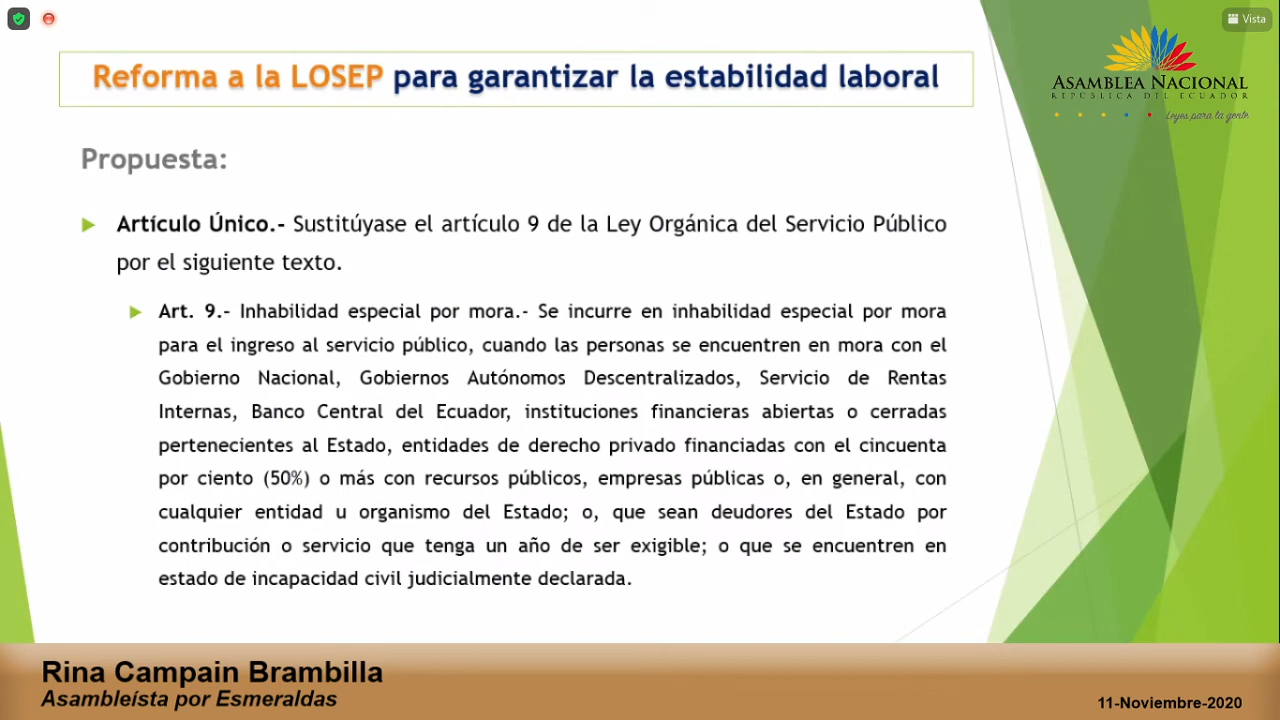 Vista
Reforma a la LOSEP para garantizar la estabilidad laboral
ASAMBLEA NACIONAL
REPÚBLICA DEL ECUADOR
Leyes para la gente
Propuesta:
Artículo Único.- Sustitúyase el artículo 9 de la Ley Orgánica del Servicio Público
por el siguiente texto.
Art. 9.- Inhabilidad especial por mora.- Se incurre en inhabilidad especial por mora
para el ingreso al servicio público, cuando las personas se encuentren en mora con el
Gobierno Nacional, Gobiernos Autónomos Descentralizados, Servicio de Rentas
Internas, Banco Central del Ecuador, instituciones financieras abiertas o cerradas
pertenecientes al Estado, entidades de derecho privado financiadas con el cincuenta
por ciento (50%) o más con recursos públicos, empresas públicas o, en general, con
cualquier entidad u organismo del Estado; o, que sean deudores del Estado por
contribución o servicio que tenga un año de ser exigible; o que se encuentren en
estado de incapacidad civil judicialmente declarada.
Rina Campain Brambilla
Asambleísta por Esmeraldas
11-Noviembre-2020